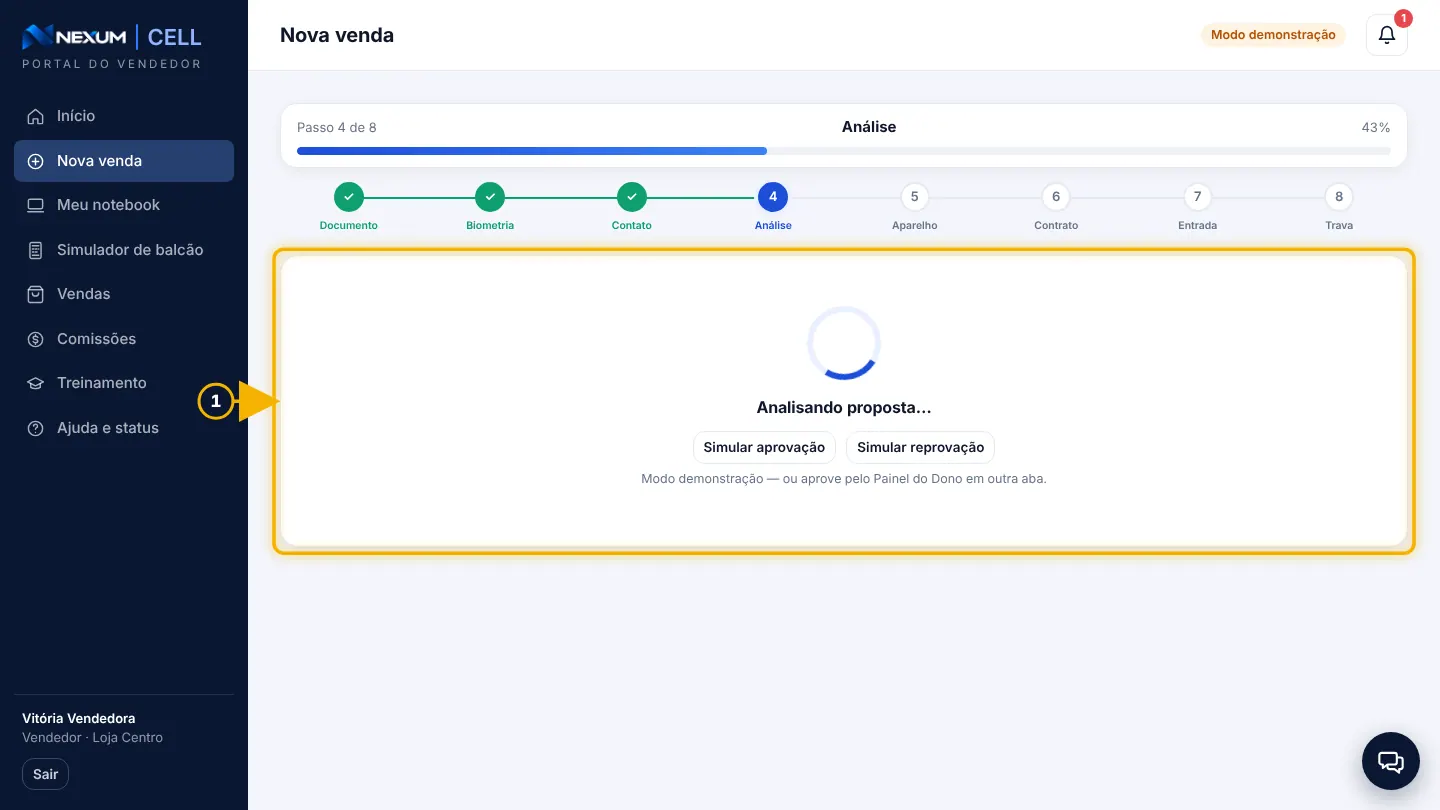 NEXUM | CELL
PORTAL DO VENDEDOR
Início
Nova venda
Meu notebook
Simulador de balcão
Vendas
Comissões
Treinamento
Ajuda e status
Vitória Vendedora
Vendedor · Loja Centro
Sair
Nova venda
Modo demonstração
1
Passo 4 de 8
Análise
43%
4
5
6
7
8
Documento
Biometria
Contato
Análise
Aparelho
Contrato
Entrada
Trava
1
Analisando proposta...
Simular aprovação
Simular reprovação
Modo demonstração — ou aprove pelo Painel do Dono em outra aba.